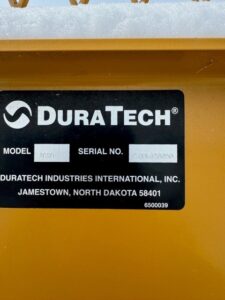 DURATECH®
MODEL SERIAL NO.
DURATECH INDUSTRIES INTERNATIONAL, INC.
JAMESTOWN, NORTH DAKOTA 58401
6500039